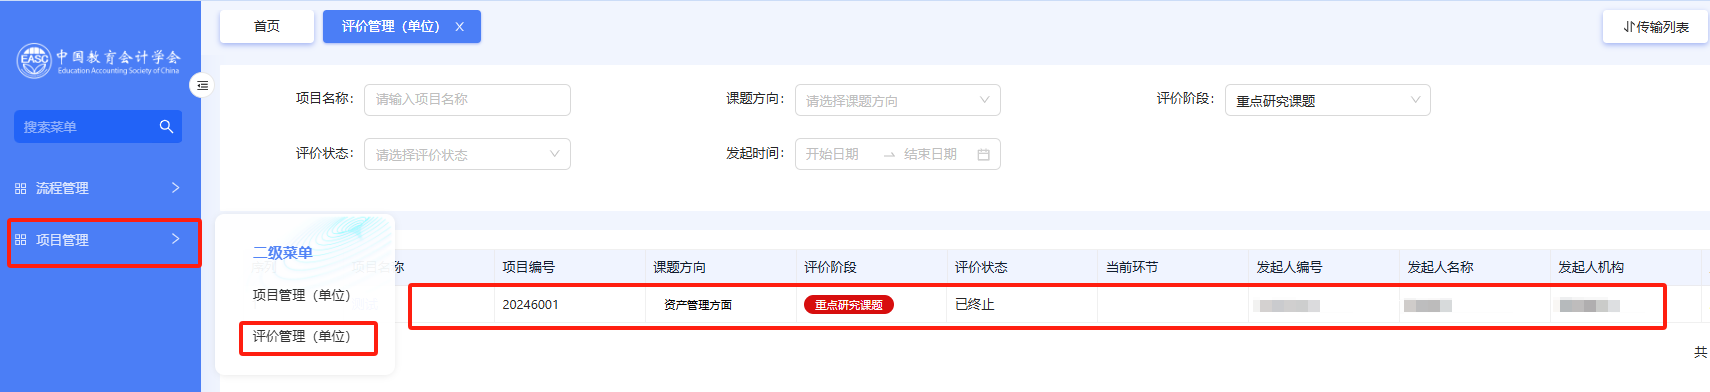 首页
评价管理（单位） X
传输列表
中国教育会计学会
EASC
Education Accounting Society of China
项目名称：
请输入项目名称
课题方向：
请选择课题方向
评价阶段：
重点研究课题
搜索菜单
评价状态：
请选择评价状态
发起时间：
开始日期 → 结束日期
流程管理
项目管理
二级菜单
项目管理（单位）
评价管理（单位）
称 项目编号 课题方向 评价阶段 评价状态 当前环节 发起人编号 发起人名称 发起人机构
20246001 资产管理方面 重点研究课题 已终止
共